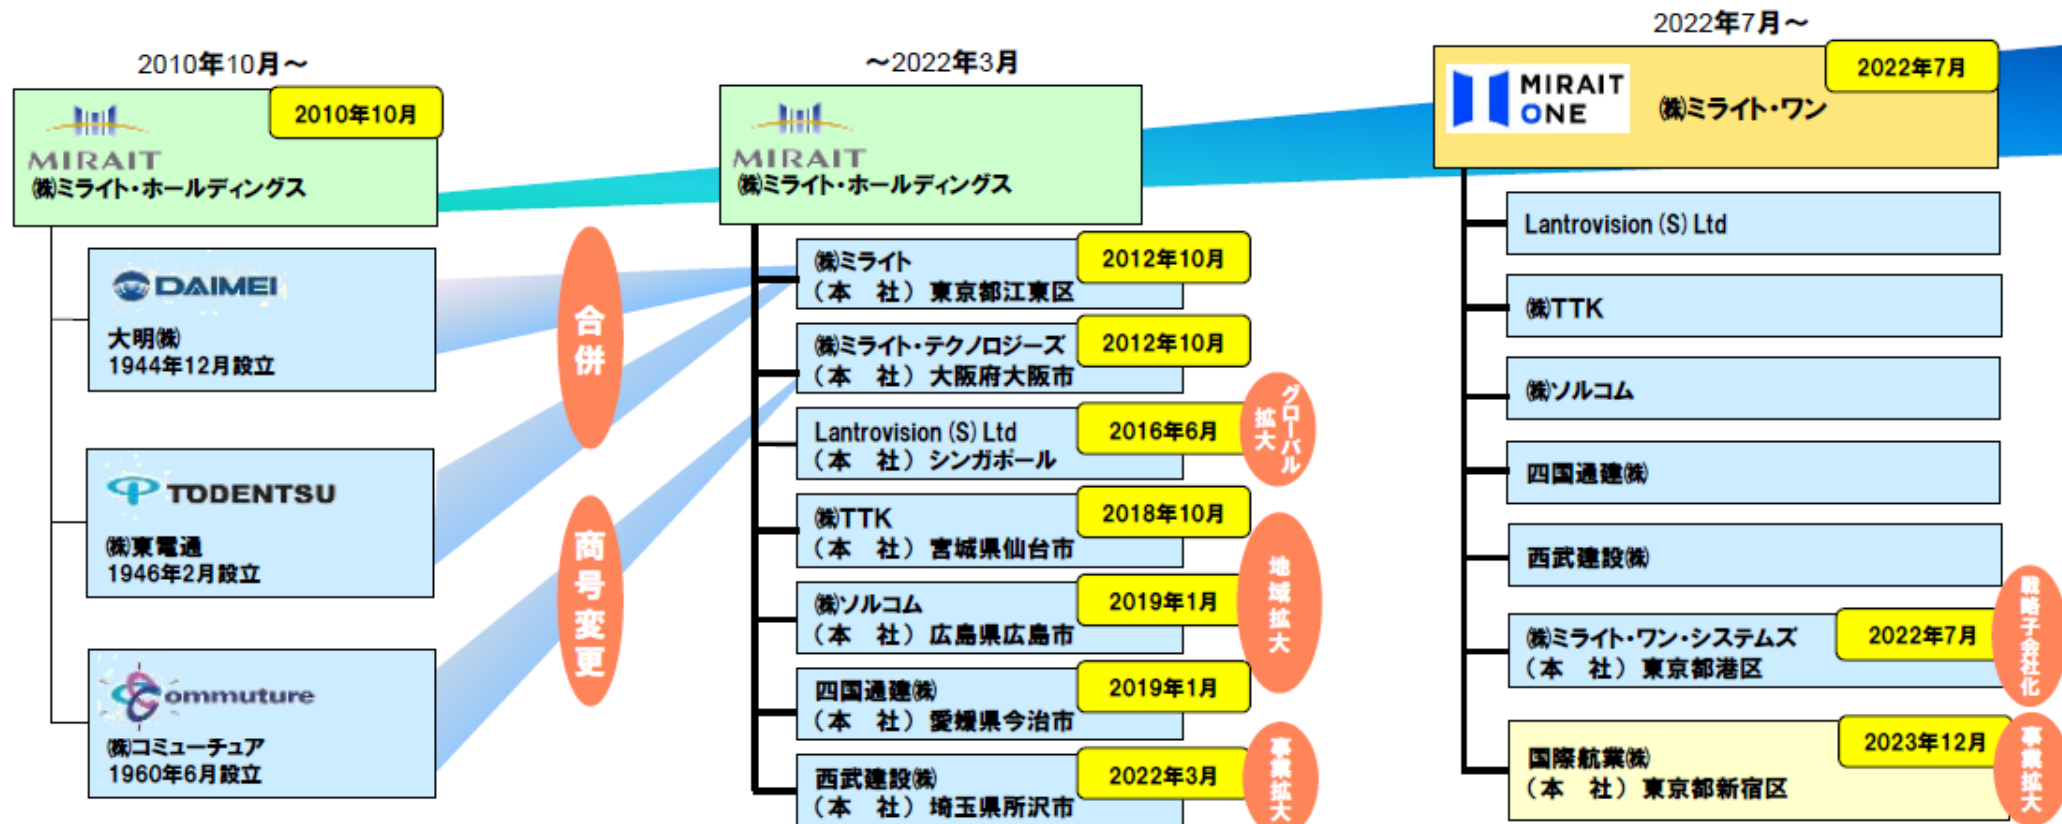 2010年10月～
MIRAIT
㈱ミライト・ホールディングス
2010年10月
DAIMEI
大明㈱
1944年12月設立
TODENTSU
㈱東電通
1946年2月設立
Commuture
㈱コミューチュア
1960年6月設立
合併
商号変更
～2022年3月
MIRAIT
㈱ミライト・ホールディングス
㈱ミライト
（本　社）東京都江東区
2012年10月
㈱ミライト・テクノロジーズ
（本　社）大阪府大阪市
2012年10月
Lantrovision (S) Ltd
（本　社）シンガポール
2016年6月
グローバル
拡大
㈱TTK
（本　社）宮城県仙台市
2018年10月
㈱ソルコム
（本　社）広島県広島市
2019年1月
地域拡大
四国通建㈱
（本　社）愛媛県今治市
2019年1月
西武建設㈱
（本　社）埼玉県所沢市
2022年3月
事業拡大
2022年7月～
MIRAIT
ONE
㈱ミライト・ワン
2022年7月
Lantrovision (S) Ltd
㈱TTK
㈱ソルコム
四国通建㈱
西武建設㈱
㈱ミライト・ワン・システムズ
（本　社）東京都港区
2022年7月
戦略子会社化
国際航業㈱
（本　社）東京都新宿区
2023年12月
事業拡大